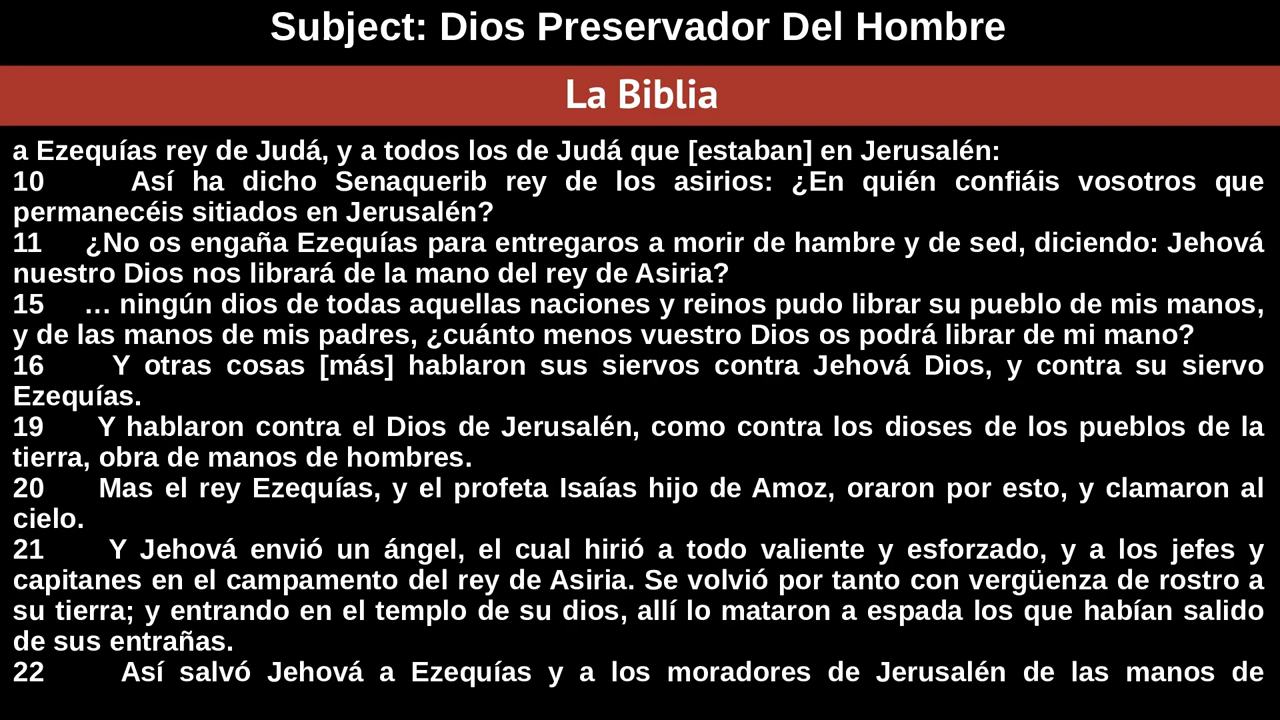 Subject: Dios Preservador Del Hombre
La Biblia
a Ezequías rey de Judá, y a todos los de Judá que [estaban] en Jerusalén:
10 Así ha dicho Senaquerib rey de los asirios: ¿En quién confiáis vosotros que
permanecéis sitiados en Jerusalén?
11 ¿No os engaña Ezequías para entregaros a morir de hambre y de sed, diciendo: Jehová
nuestro Dios nos librará de la mano del rey de Asiria?
15 … ningún dios de todas aquellas naciones y reinos pudo librar su pueblo de mis manos,
y de las manos de mis padres, ¿cuánto menos vuestro Dios os podrá librar de mi mano?
16 Y otras cosas [más] hablaron sus siervos contra Jehová Dios, y contra su siervo
Ezequías.
19 Y hablaron contra el Dios de Jerusalén, como contra los dioses de los pueblos de la
tierra, obra de manos de hombres.
20 Mas el rey Ezequías, y el profeta Isaías hijo de Amoz, oraron por esto, y clamaron al
cielo.
21 Y Jehová envió un ángel, el cual hirió a todo valiente y esforzado, y a los jefes y
capitanes en el campamento del rey de Asiria. Se volvió por tanto con vergüenza de rostro a
su tierra; y entrando en el templo de su dios, allí lo mataron a espada los que habían salido
de sus entrañas.
22 Así salvó Jehová a Ezequías y a los moradores de Jerusalén de las manos de